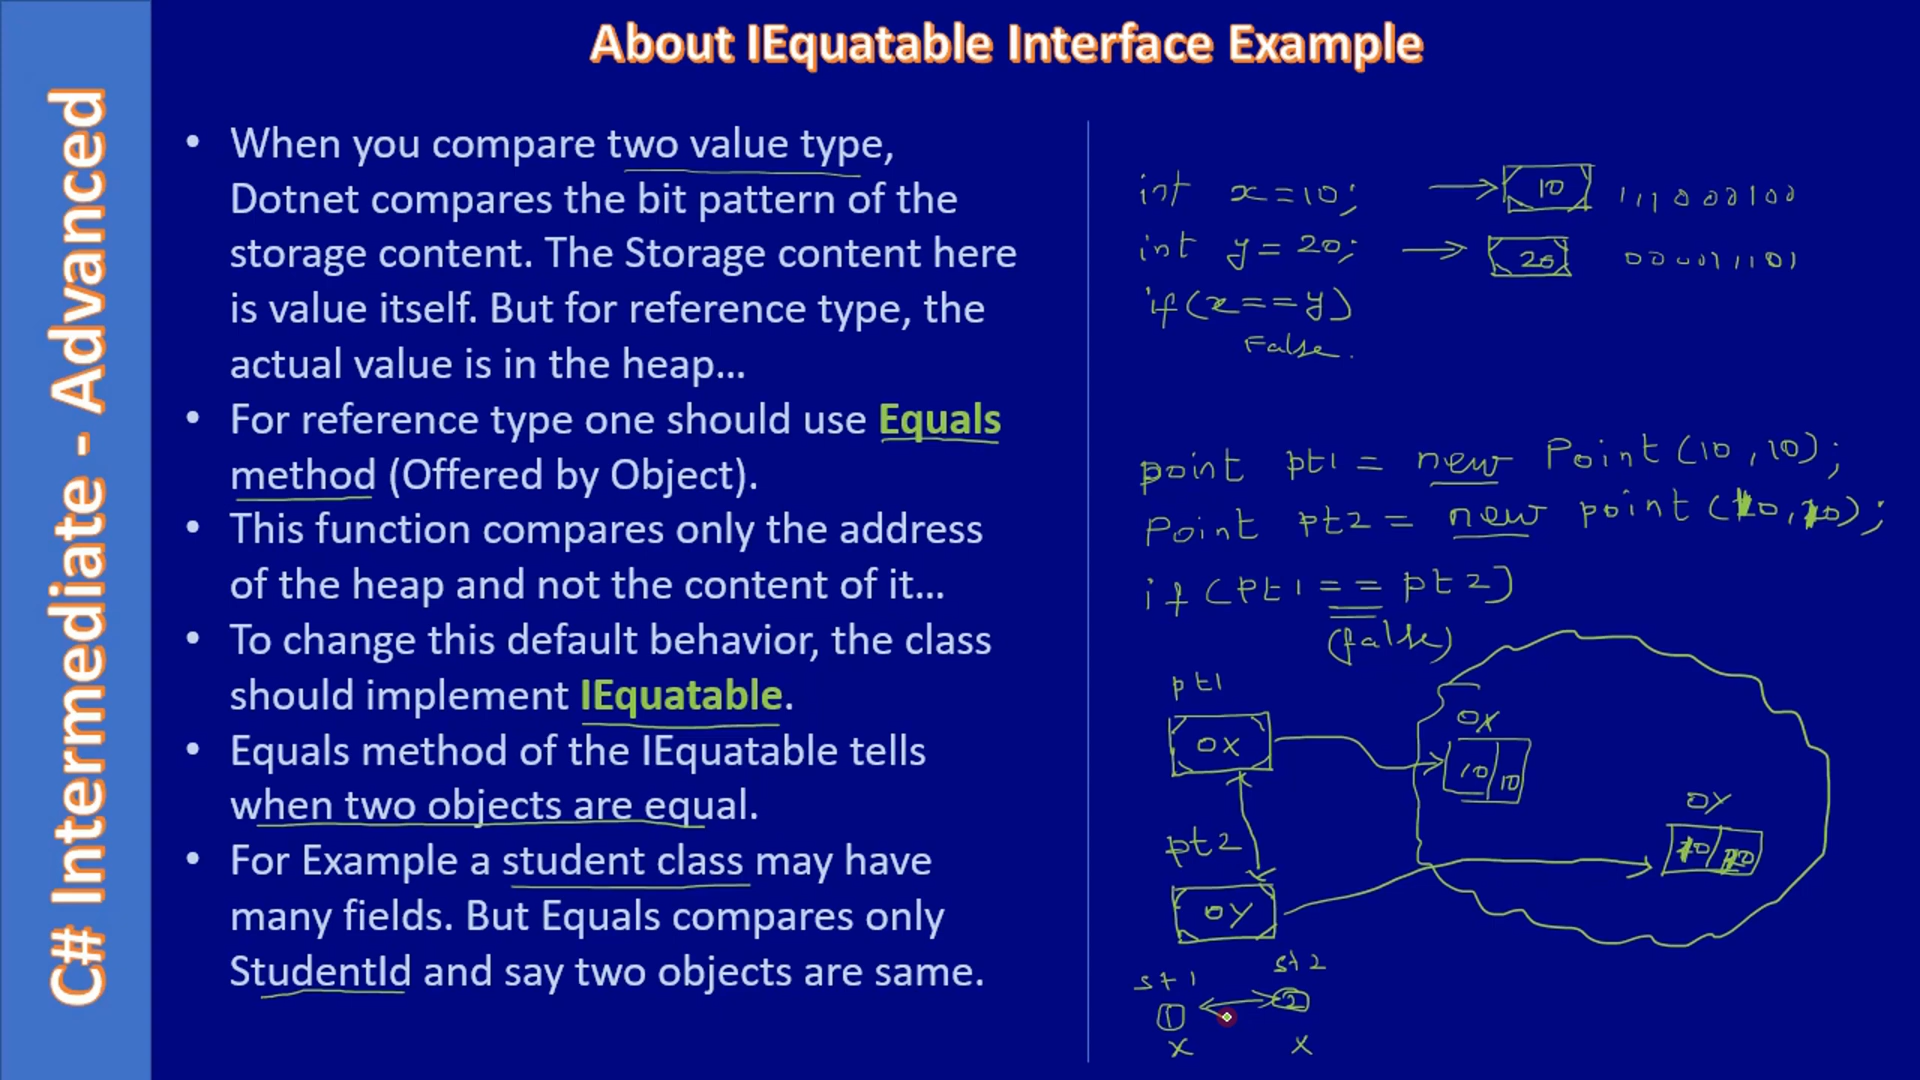 About IEquatable Interface Example
C# Intermediate - Advanced
• When you compare two value type,
Dotnet compares the bit pattern of the
storage content. The Storage content here
is value itself. But for reference type, the
actual value is in the heap...
• For reference type one should use Equals
method (Offered by Object).
• This function compares only the address
of the heap and not the content of it...
• To change this default behavior, the class
should implement IEquatable.
• Equals method of the IEquatable tells
when two objects are equal.
• For Example a student class may have
many fields. But Equals compares only
StudentId and say two objects are same.
int x=10; 10 111000100
int y = 20; 20
if(x==y)
False.
point pt1 = new Point(10,10);
Point pt2 = new point(10,10);
if(pt1 == pt2)
(false)
pt1
0X
0X
10 10
pt2
0Y
0Y
10 10
st1 st2
1 2
x x